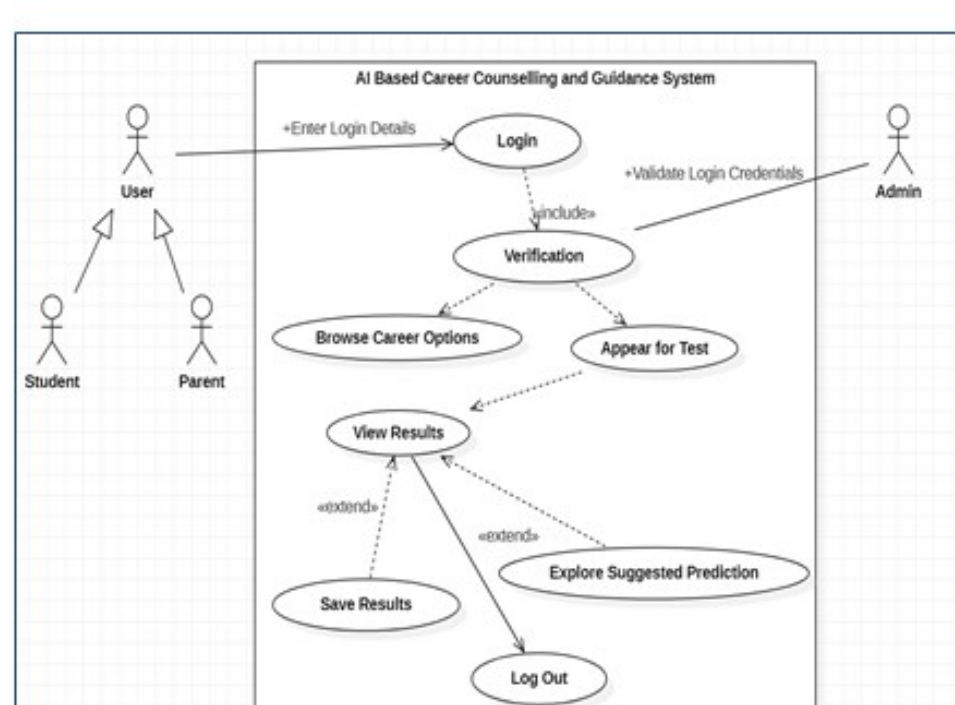 AI Based Career Counselling and Guidance System
+Enter Login Details
Login
+Validate Login Credentials
User
Admin
«include»
Verification
Browse Career Options
Appear for Test
Student
Parent
View Results
«extend»
«extend»
Explore Suggested Prediction
Save Results
Log Out